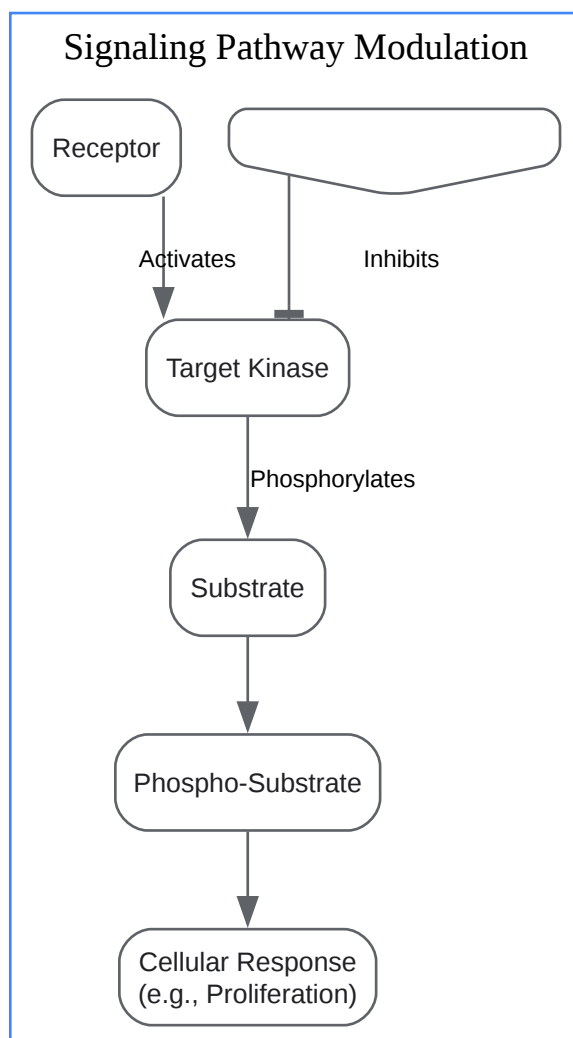 Signaling Pathway Modulation
Receptor
Activates
Inhibits
Target Kinase
Phosphorylates
Substrate
Phospho-Substrate
Cellular Response
(e.g., Proliferation)